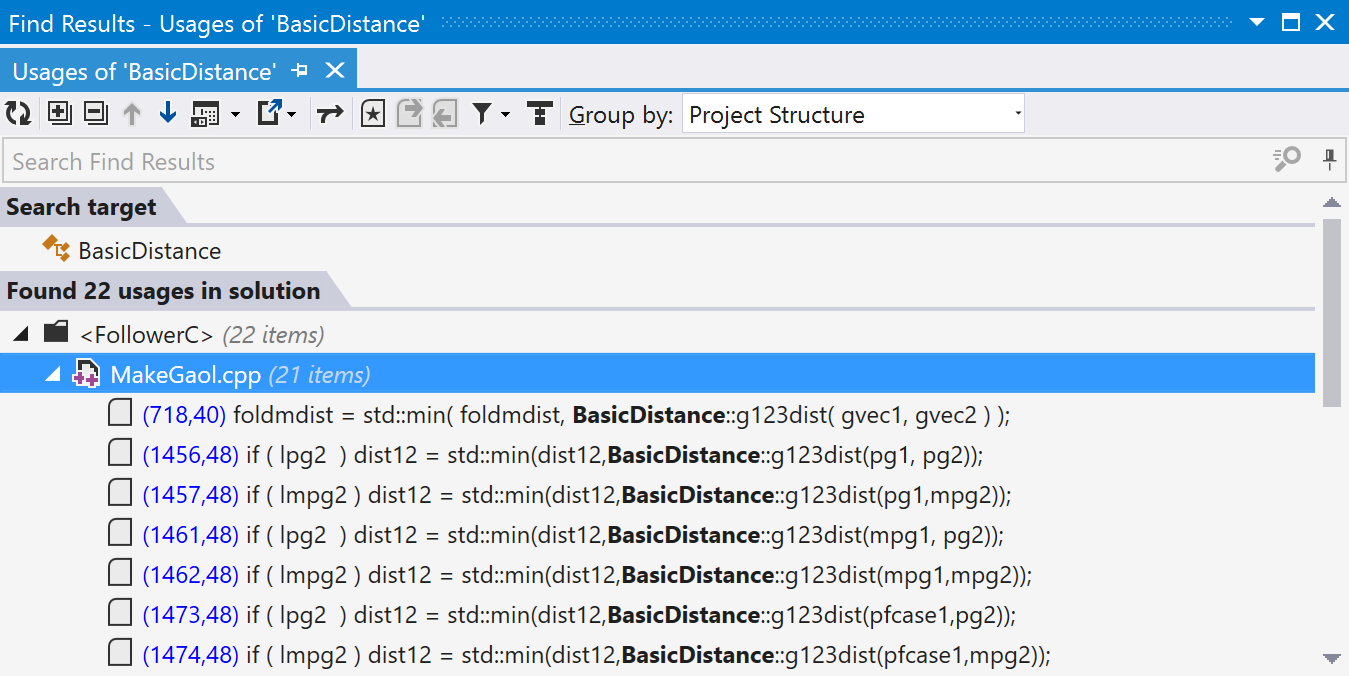 Find Results - Usages of 'BasicDistance'
Usages of 'BasicDistance'
Group by: Project Structure
Search Find Results
Search target
BasicDistance
Found 22 usages in solution
<FollowerC> (22 items)
MakeGaol.cpp (21 items)
(718,40) foldmdist = std::min( foldmdist, BasicDistance::g123dist( gvec1, gvec2 ) );
(1456,48) if ( lpg2  ) dist12 = std::min(dist12,BasicDistance::g123dist(pg1, pg2));
(1457,48) if ( lmpg2 ) dist12 = std::min(dist12,BasicDistance::g123dist(pg1,mpg2));
(1461,48) if ( lpg2  ) dist12 = std::min(dist12,BasicDistance::g123dist(mpg1, pg2));
(1462,48) if ( lmpg2 ) dist12 = std::min(dist12,BasicDistance::g123dist(mpg1,mpg2));
(1473,48) if ( lpg2  ) dist12 = std::min(dist12,BasicDistance::g123dist(pfcase1,pg2));
(1474,48) if ( lmpg2 ) dist12 = std::min(dist12,BasicDistance::g123dist(pfcase1,mpg2));